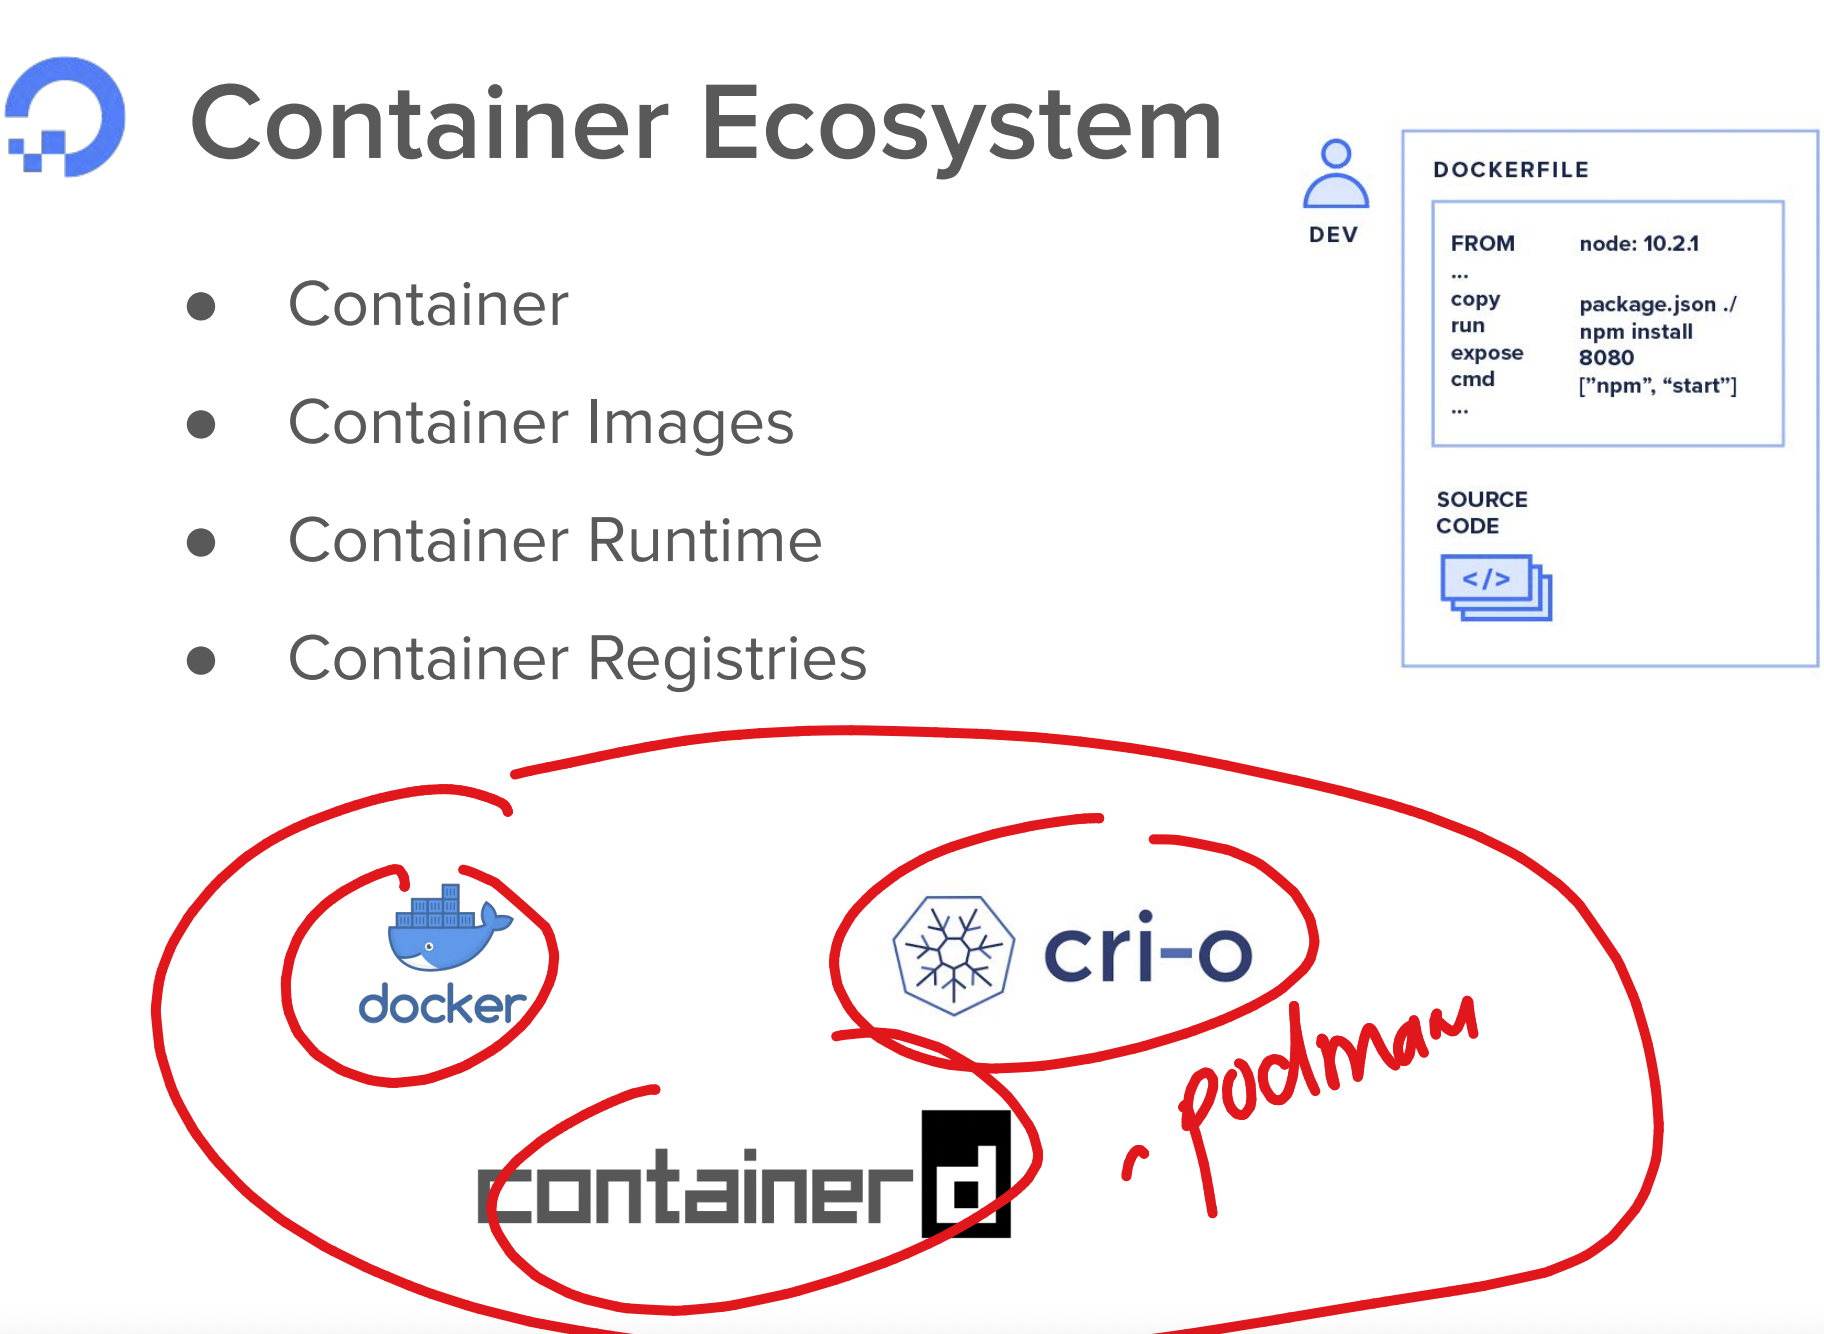 Container Ecosystem
● Container
● Container Images
● Container Runtime
● Container Registries
DEV
DOCKERFILE
FROM node: 10.2.1
...
copy package.json ./
run npm install
expose 8080
cmd ["npm", “start”]
...
SOURCE
CODE
</>
docker
cri-o
podman
containerd